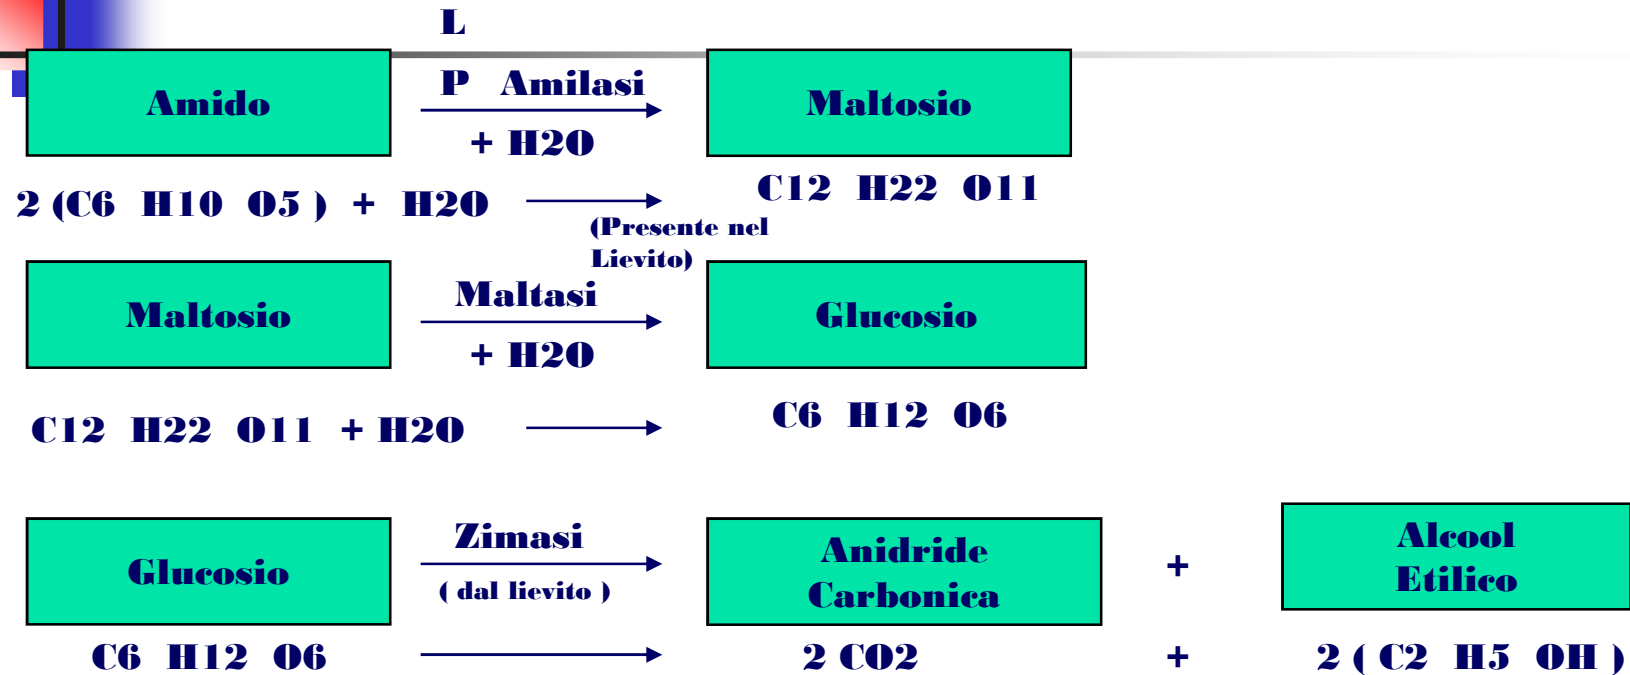 L
Amido P Amilasi Maltosio
+ H2O
2 (C6 H10 O5 ) + H2O C12 H22 O11
(Presente nel
Lievito)
Maltosio Maltasi Glucosio
+ H2O
C12 H22 O11 + H2O C6 H12 O6
Glucosio Zimasi Anidride + Alcool
( dal lievito ) Carbonica Etilico
C6 H12 O6 2 CO2 + 2 ( C2 H5 OH )